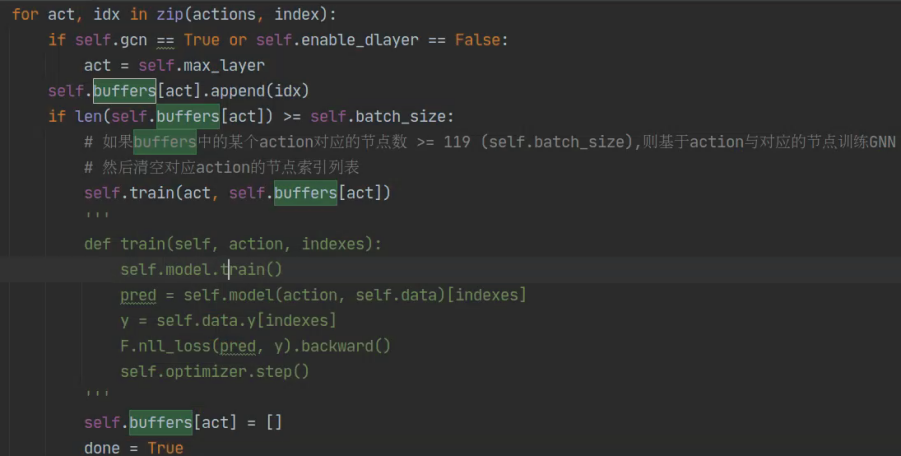 for act, idx in zip(actions, index):
    if self.gcn == True or self.enable_dlayer == False:
        act = self.max_layer
    self.buffers[act].append(idx)
    if len(self.buffers[act]) >= self.batch_size:
        # 如果buffers中的某个action对应的节点数 >= 119 (self.batch_size),则基于action与对应的节点训练GNN
        # 然后清空对应action的节点索引列表
        self.train(act, self.buffers[act])
        '''
        def train(self, action, indexes):
            self.model.train()
            pred = self.model(action, self.data)[indexes]
            y = self.data.y[indexes]
            F.nll_loss(pred, y).backward()
            self.optimizer.step()
        '''
        self.buffers[act] = []
        done = True